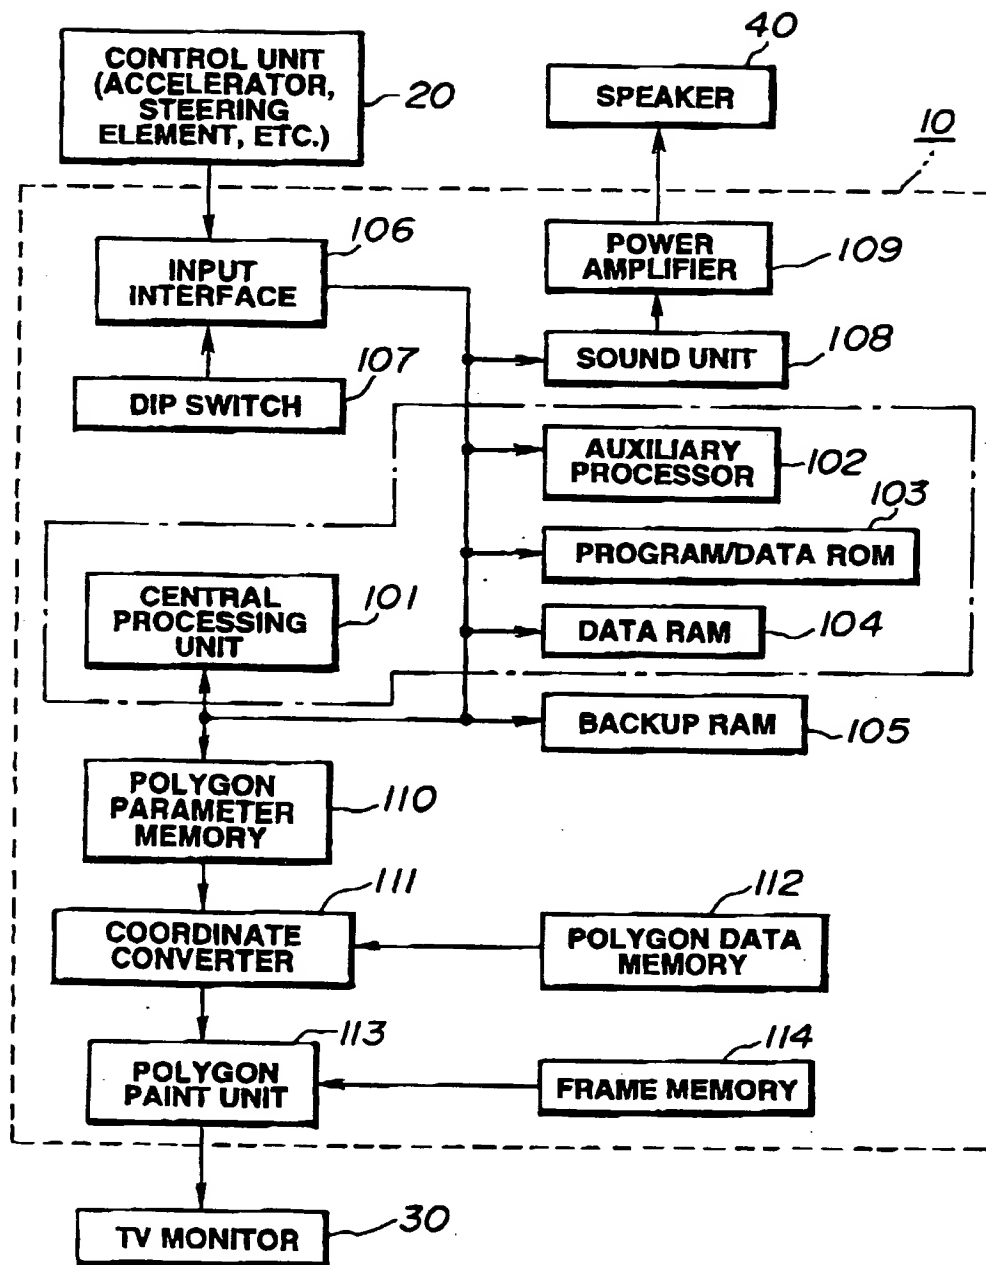 CONTROL UNIT
(ACCELERATOR,
STEERING
ELEMENT, ETC.)
20
40
SPEAKER
10
106
INPUT
INTERFACE
POWER
AMPLIFIER
109
107
DIP SWITCH
SOUND UNIT
108
AUXILIARY
PROCESSOR
102
103
PROGRAM/DATA ROM
CENTRAL
PROCESSING
UNIT
101
DATA RAM
104
BACKUP RAM
105
POLYGON
PARAMETER
MEMORY
110
111
COORDINATE
CONVERTER
112
POLYGON DATA
MEMORY
113
POLYGON
PAINT UNIT
114
FRAME MEMORY
TV MONITOR
30